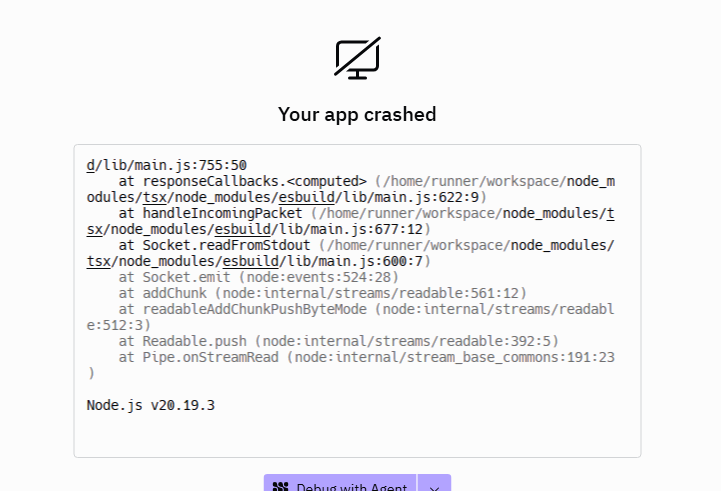 Your app crashed
d/lib/main.js:755:50
    at responseCallbacks.<computed> (/home/runner/workspace/node_m
odules/tsx/node_modules/esbuild/lib/main.js:622:9)
    at handleIncomingPacket (/home/runner/workspace/node_modules/t
sx/node_modules/esbuild/lib/main.js:677:12)
    at Socket.readFromStdout (/home/runner/workspace/node_modules/
tsx/node_modules/esbuild/lib/main.js:600:7)
    at Socket.emit (node:events:524:28)
    at addChunk (node:internal/streams/readable:561:12)
    at readableAddChunkPushByteMode (node:internal/streams/readabl
e:512:3)
    at Readable.push (node:internal/streams/readable:392:5)
    at Pipe.onStreamRead (node:internal/stream_base_commons:191:23
)
Node.js v20.19.3
Debug with Agent